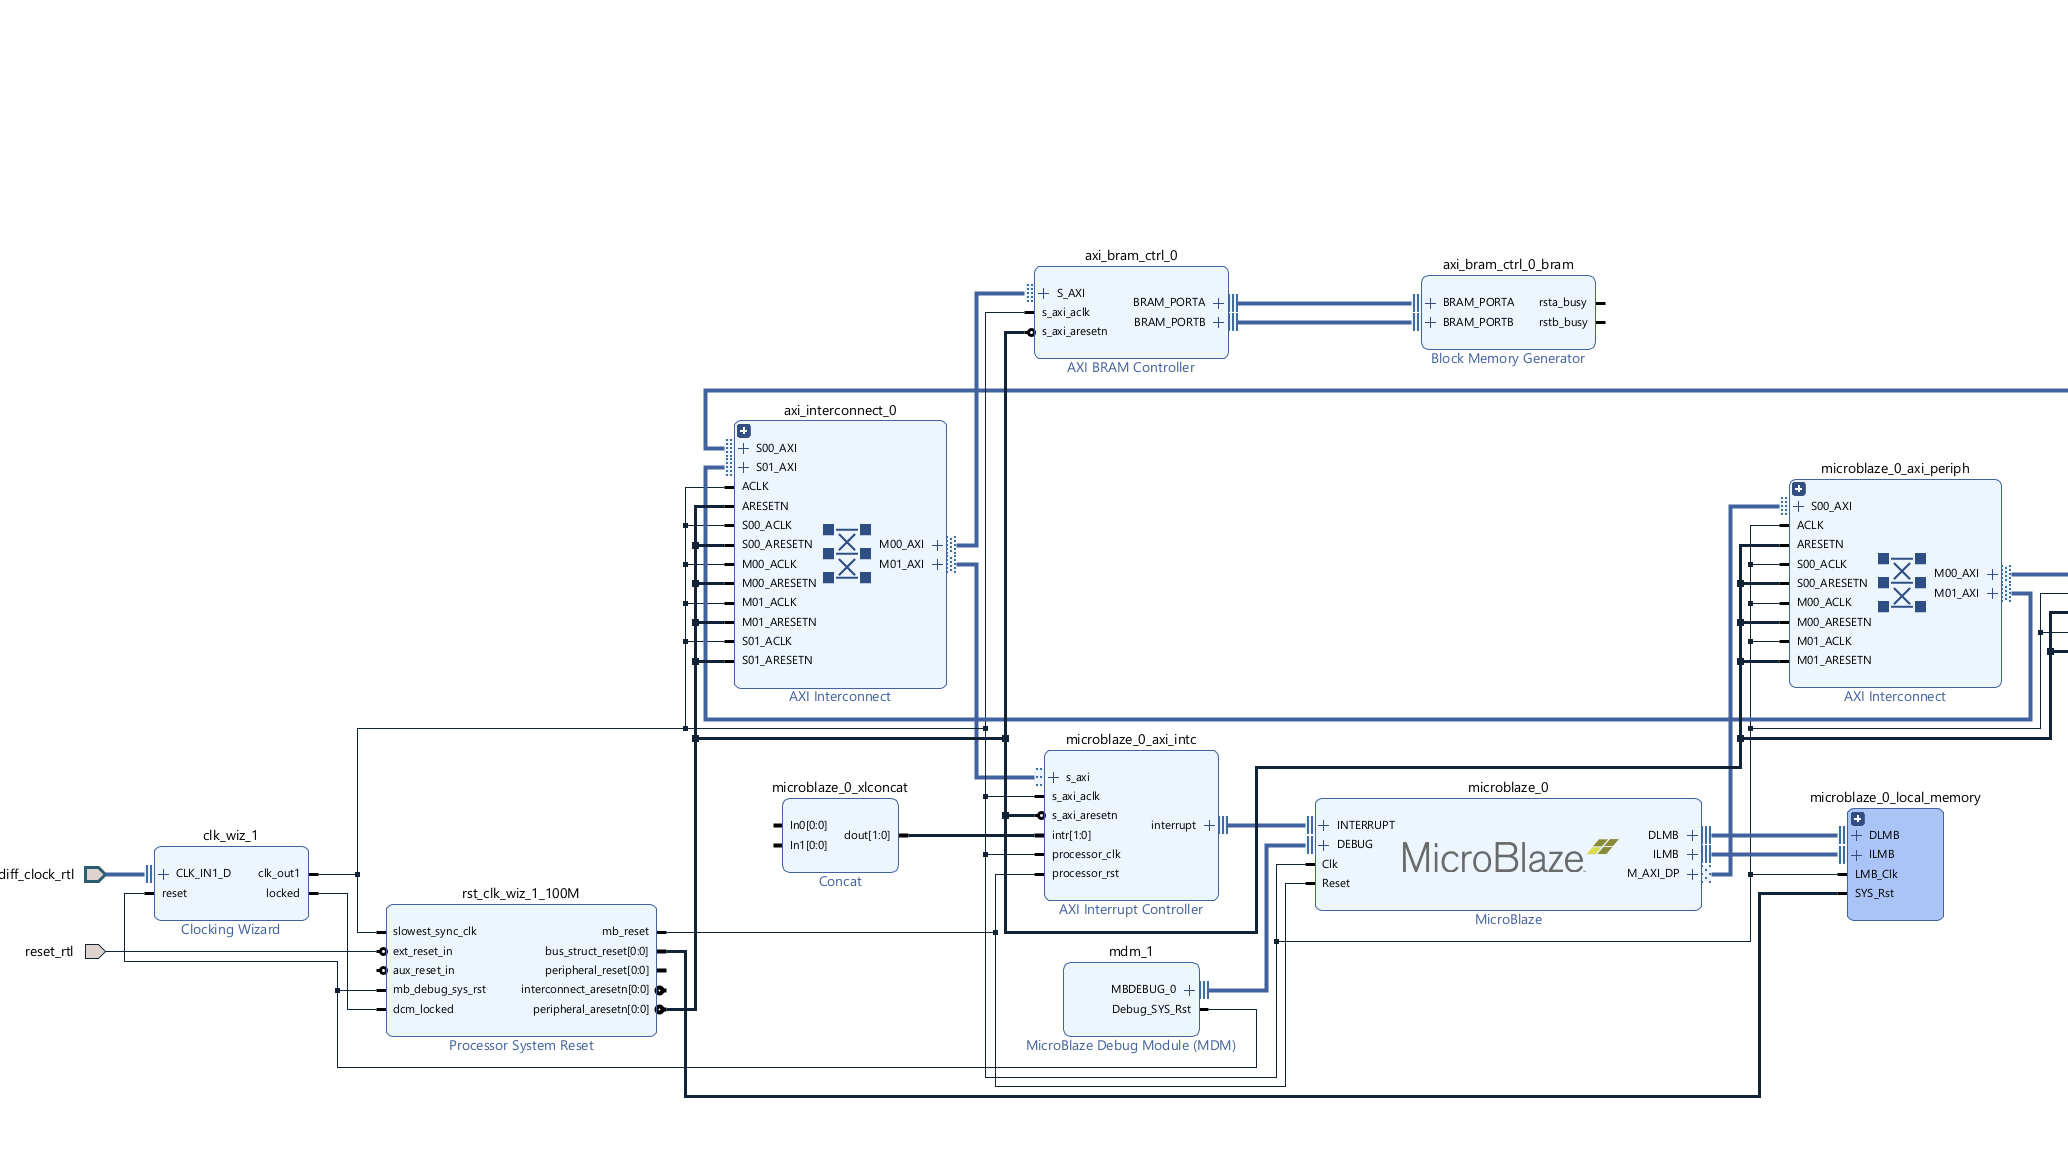 axi_bram_ctrl_0
S_AXI
s_axi_aclk
s_axi_aresetn
BRAM_PORTA
BRAM_PORTB
AXI BRAM Controller
axi_bram_ctrl_0_bram
BRAM_PORTA
BRAM_PORTB
rsta_busy
rstb_busy
Block Memory Generator
axi_interconnect_0
S00_AXI
S01_AXI
ACLK
ARESETN
S00_ACLK
S00_ARESETN
M00_ACLK
M00_ARESETN
M01_ACLK
M01_ARESETN
S01_ACLK
S01_ARESETN
M00_AXI
M01_AXI
AXI Interconnect
microblaze_0_axi_periph
S00_AXI
ACLK
ARESETN
S00_ACLK
S00_ARESETN
M00_ACLK
M00_ARESETN
M01_ACLK
M01_ARESETN
M00_AXI
M01_AXI
AXI Interconnect
microblaze_0_axi_intc
s_axi
s_axi_aclk
s_axi_aresetn
intr[1:0]
processor_clk
processor_rst
interrupt
AXI Interrupt Controller
microblaze_0_xlconcat
In0[0:0]
In1[0:0]
dout[1:0]
Concat
microblaze_0
INTERRUPT
DEBUG
Clk
Reset
MicroBlaze
DLMB
ILMB
M_AXI_DP
MicroBlaze
microblaze_0_local_memory
DLMB
ILMB
LMB_Clk
SYS_Rst
clk_wiz_1
diff_clock_rtl
CLK_IN1_D
reset
clk_out1
locked
Clocking Wizard
reset_rtl
rst_clk_wiz_1_100M
slowest_sync_clk
ext_reset_in
aux_reset_in
mb_debug_sys_rst
dcm_locked
mb_reset
bus_struct_reset[0:0]
peripheral_reset[0:0]
interconnect_aresetn[0:0]
peripheral_aresetn[0:0]
Processor System Reset
mdm_1
MBDEBUG_0
Debug_SYS_Rst
MicroBlaze Debug Module (MDM)